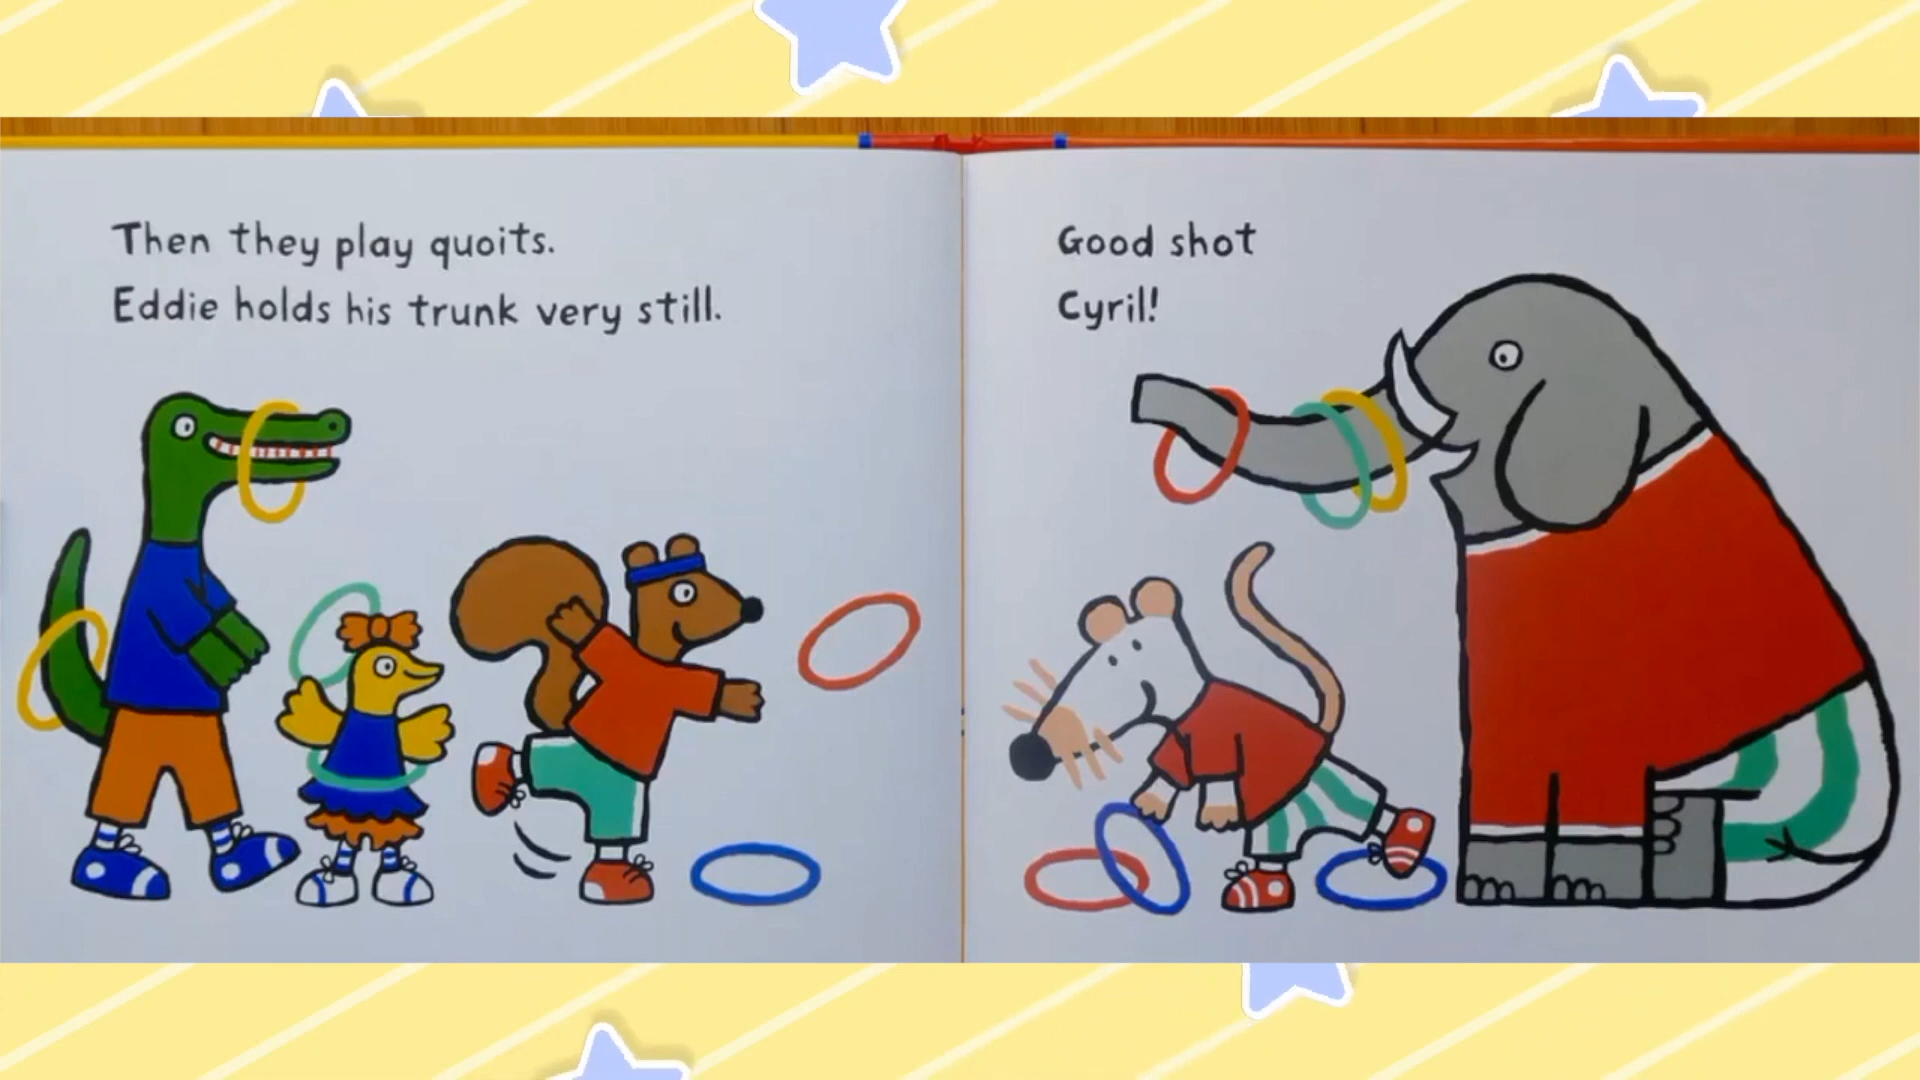 Then they play quoits.
Eddie holds his trunk very still.
Good shot
Cyril!